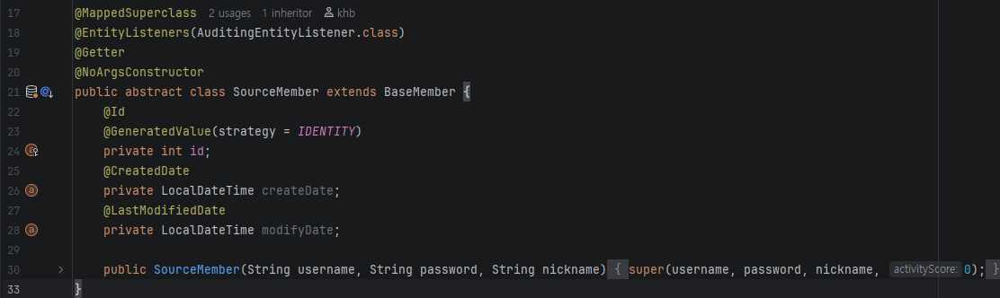 17 @MappedSuperclass 2 usages 1 inheritor khb
18 @EntityListeners(AuditingEntityListener.class)
19 @Getter
20 @NoArgsConstructor
21 public abstract class SourceMember extends BaseMember {
22 @Id
23 @GeneratedValue(strategy = IDENTITY)
24 private int id;
25 @CreatedDate
26 private LocalDateTime createDate;
27 @LastModifiedDate
28 private LocalDateTime modifyDate;
29
30 public SourceMember(String username, String password, String nickname) { super(username, password, nickname, activityScore: 0); }
33 }